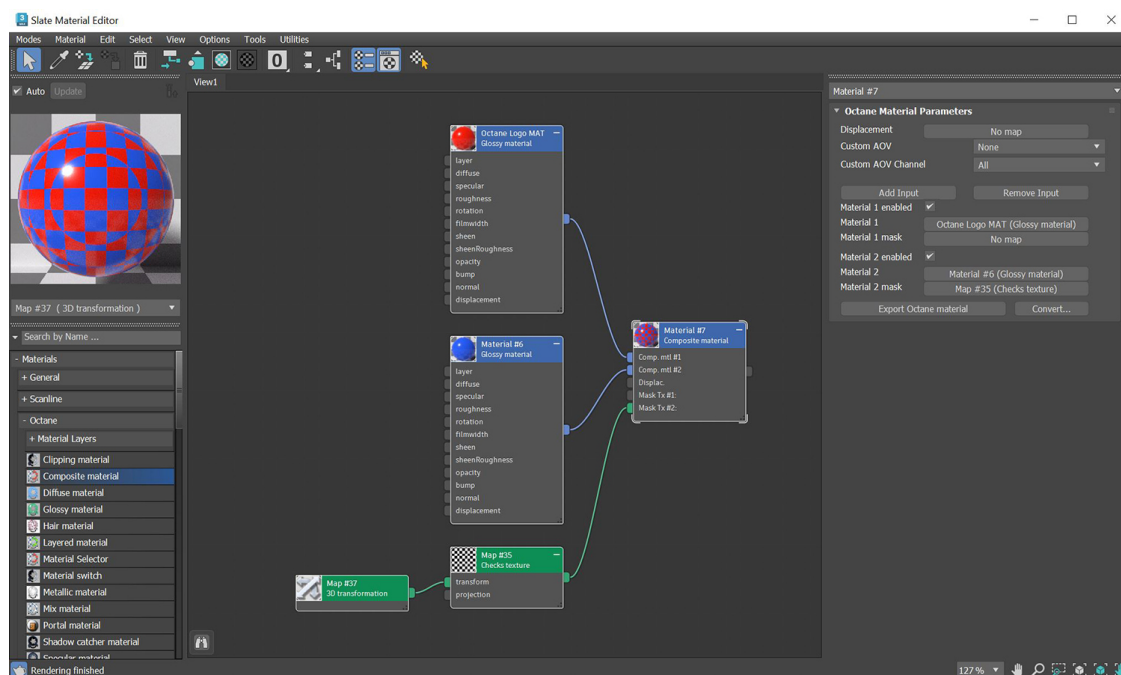 Slate Material Editor
Modes Material Edit Select View Options Tools Utilities
0
View1
Auto Update
Map #37 ( 3D transformation )
Search by Name ...
- Materials
+ General
+ Scanline
- Octane
+ Material Layers
Clipping material
Composite material
Diffuse material
Glossy material
Hair material
Layered material
Material Selector
Material switch
Metallic material
Mix material
Portal material
Shadow catcher material
Specular material
Rendering finished
Octane Logo MAT
Glossy material
layer
diffuse
specular
roughness
rotation
filmwidth
sheen
sheenRoughness
opacity
bump
normal
displacement
Material #6
Glossy material
layer
diffuse
specular
roughness
rotation
filmwidth
sheen
sheenRoughness
opacity
bump
normal
displacement
Map #37
3D transformation
Map #35
Checks texture
transform
projection
Material #7
Composite material
Comp. mtl #1
Comp. mtl #2
Displac.
Mask Tx #1:
Mask Tx #2:
Material #7
Octane Material Parameters
Displacement No map
Custom AOV None
Custom AOV Channel All
Add Input Remove Input
Material 1 enabled
Material 1 Octane Logo MAT (Glossy material)
Material 1 mask No map
Material 2 enabled
Material 2 Material #6 (Glossy material)
Material 2 mask Map #35 (Checks texture)
Export Octane material Convert...
127%